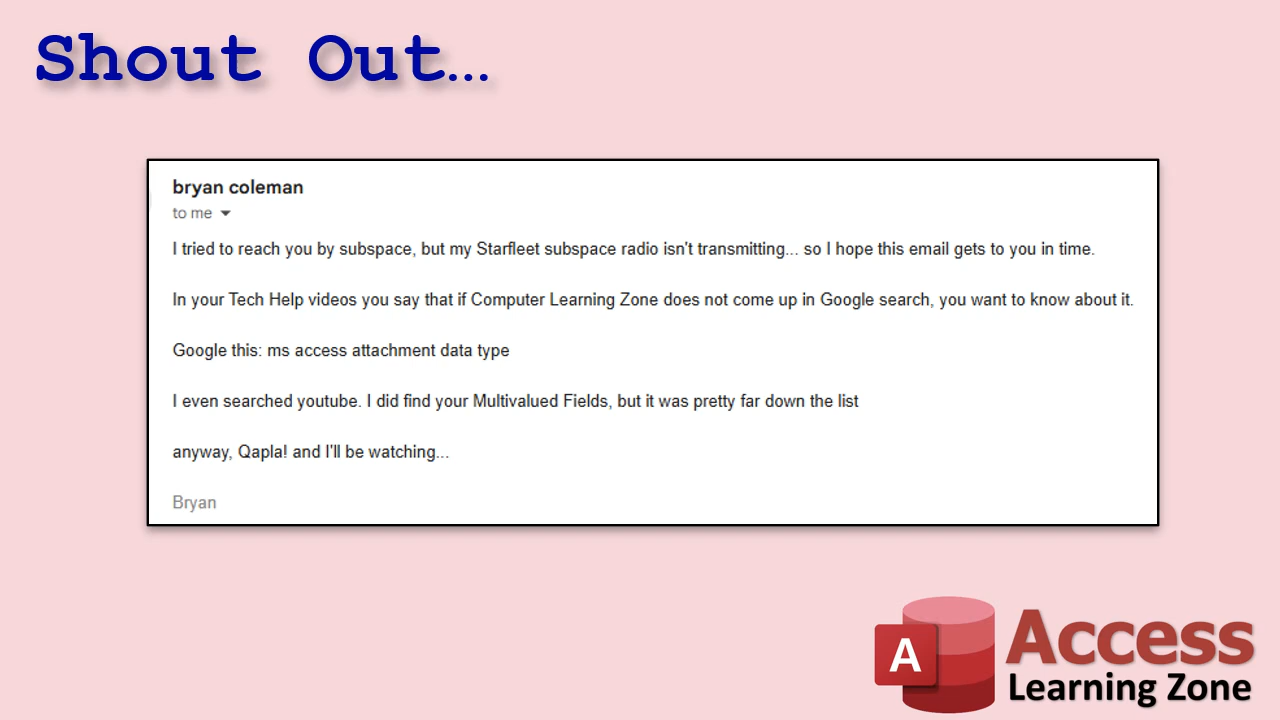 Shout Out...
bryan coleman
to me
I tried to reach you by subspace, but my Starfleet subspace radio isn't transmitting... so I hope this email gets to you in time.
In your Tech Help videos you say that if Computer Learning Zone does not come up in Google search, you want to know about it.
Google this: ms access attachment data type
I even searched youtube. I did find your Multivalued Fields, but it was pretty far down the list
anyway, Qapla! and I'll be watching...
Bryan
A
Access
Learning Zone